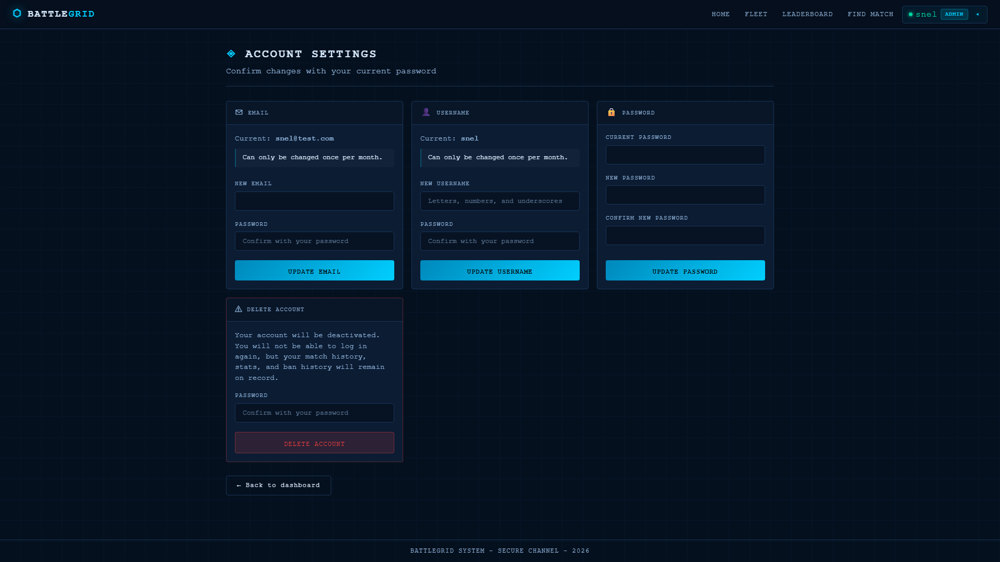 BATTLEGRID
HOME FLEET LEADERBOARD FIND MATCH snel ADMIN
ACCOUNT SETTINGS
Confirm changes with your current password
EMAIL
Current: snel@test.com
Can only be changed once per month.
NEW EMAIL
PASSWORD
Confirm with your password
UPDATE EMAIL
USERNAME
Current: snel
Can only be changed once per month.
NEW USERNAME
Letters, numbers, and underscores
PASSWORD
Confirm with your password
UPDATE USERNAME
PASSWORD
CURRENT PASSWORD
NEW PASSWORD
CONFIRM NEW PASSWORD
UPDATE PASSWORD
DELETE ACCOUNT
Your account will be deactivated.
You will not be able to log in
again, but your match history,
stats, and ban history will remain
on record.
PASSWORD
Confirm with your password
DELETE ACCOUNT
← Back to dashboard
BATTLEGRID SYSTEM – SECURE CHANNEL – 2026